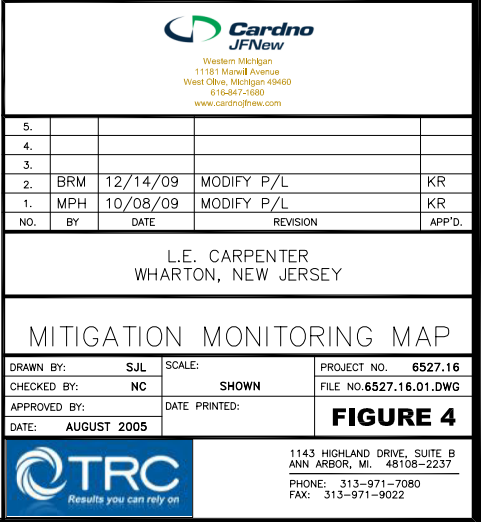 Cardno
JFNew
Western Michigan
11181 Marwill Avenue
West Olive, Michigan 49460
616-847-1680
www.cardnojfnew.com
5.
4.
3.
2. BRM 12/14/09 MODIFY P/L KR
1. MPH 10/08/09 MODIFY P/L KR
NO. BY DATE REVISION APP'D.
L.E. CARPENTER
WHARTON, NEW JERSEY
MITIGATION MONITORING MAP
DRAWN BY: SJL SCALE: PROJECT NO. 6527.16
CHECKED BY: NC SHOWN FILE NO.6527.16.01.DWG
APPROVED BY: DATE PRINTED: FIGURE 4
DATE: AUGUST 2005
TRC
Results you can rely on
1143 HIGHLAND DRIVE, SUITE B
ANN ARBOR, MI. 48108-2237
PHONE: 313-971-7080
FAX: 313-971-9022